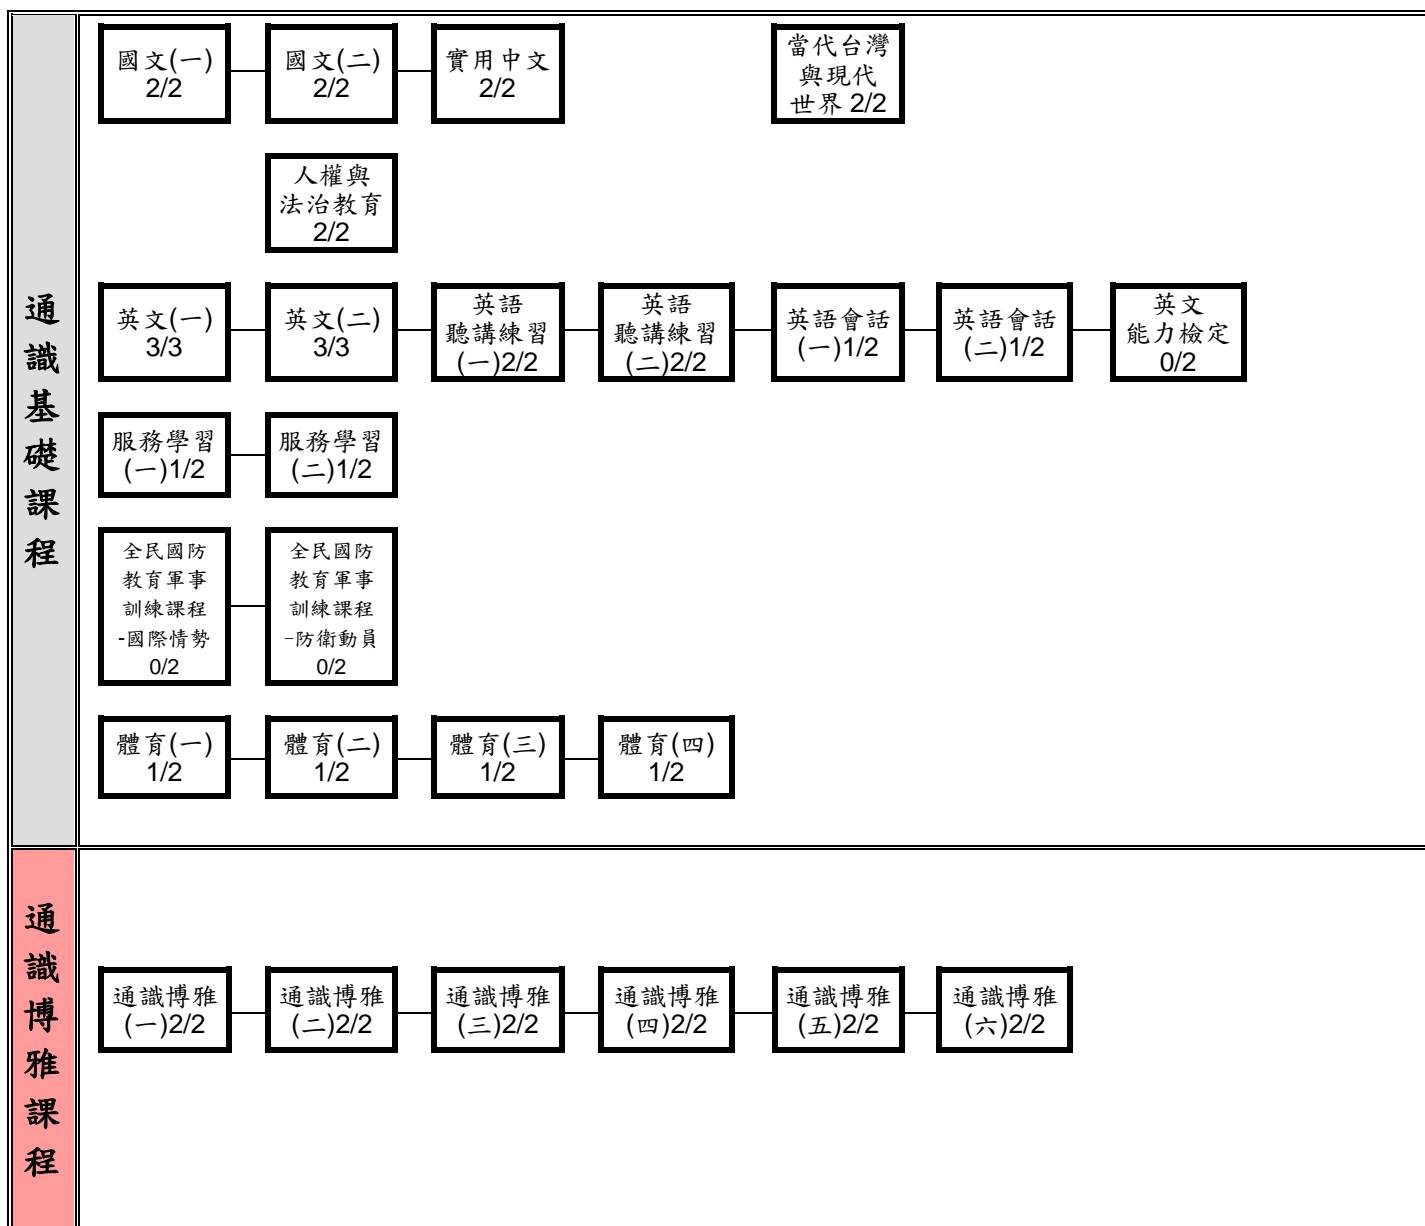 通識基礎課程
國文(一)
2/2
國文(二)
2/2
實用中文
2/2
當代台灣
與現代
世界 2/2
人權與
法治教育
2/2
英文(一)
3/3
英文(二)
3/3
英語
聽講練習
(一)2/2
英語
聽講練習
(二)2/2
英語會話
(一)1/2
英語會話
(二)1/2
英文
能力檢定
0/2
服務學習
(一)1/2
服務學習
(二)1/2
全民國防
教育軍事
訓練課程
-國際情勢
0/2
全民國防
教育軍事
訓練課程
–防衛動員
0/2
體育(一)
1/2
體育(二)
1/2
體育(三)
1/2
體育(四)
1/2
通識博雅課程
通識博雅
(一)2/2
通識博雅
(二)2/2
通識博雅
(三)2/2
通識博雅
(四)2/2
通識博雅
(五)2/2
通識博雅
(六)2/2